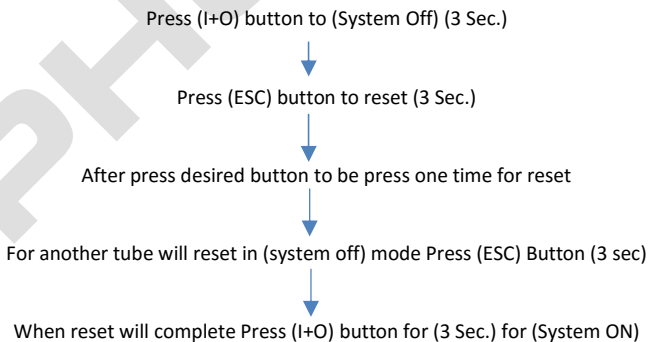 Press (I+O) button to (System Off) (3 Sec.)
Press (ESC) button to reset (3 Sec.)
After press desired button to be press one time for reset
For another tube will reset in (system off) mode Press (ESC) Button (3 sec)
When reset will complete Press (I+O) button for (3 Sec.) for (System ON)